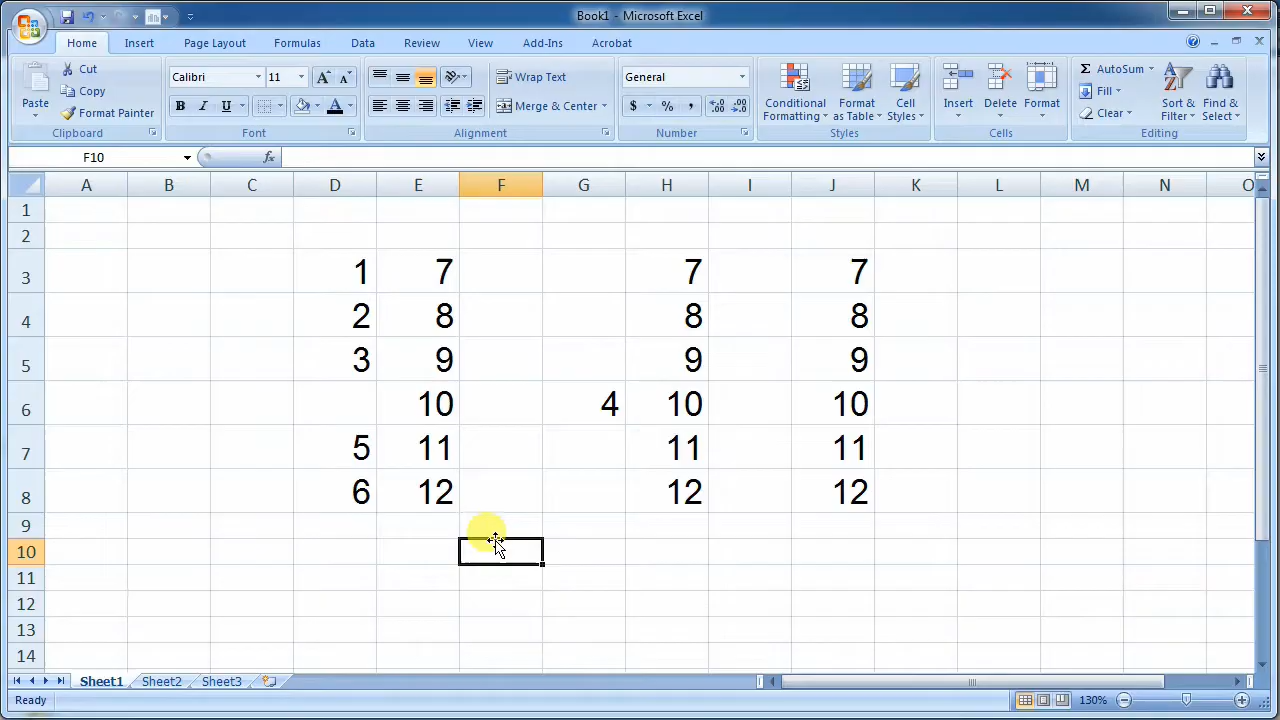 Book1 - Microsoft Excel
Home Insert Page Layout Formulas Data Review View Add-Ins Acrobat
Paste
Cut
Copy
Format Painter
Clipboard
Calibri 11
B I U
Font
Wrap Text
Merge & Center
Alignment
General
$ % ,
Number
Conditional Formatting
Format as Table
Cell Styles
Styles
Insert Delete Format
Cells
Σ AutoSum
Fill
Clear
Sort & Filter
Find & Select
Editing
F10 fx
A B C D E F G H I J K L M N O
1
2
3 1 7 7 7
4 2 8 8 8
5 3 9 9 9
6 10 4 10 10
7 5 11 11 11
8 6 12 12 12
9
10
11
12
13
14
Sheet1 Sheet2 Sheet3
Ready 130%